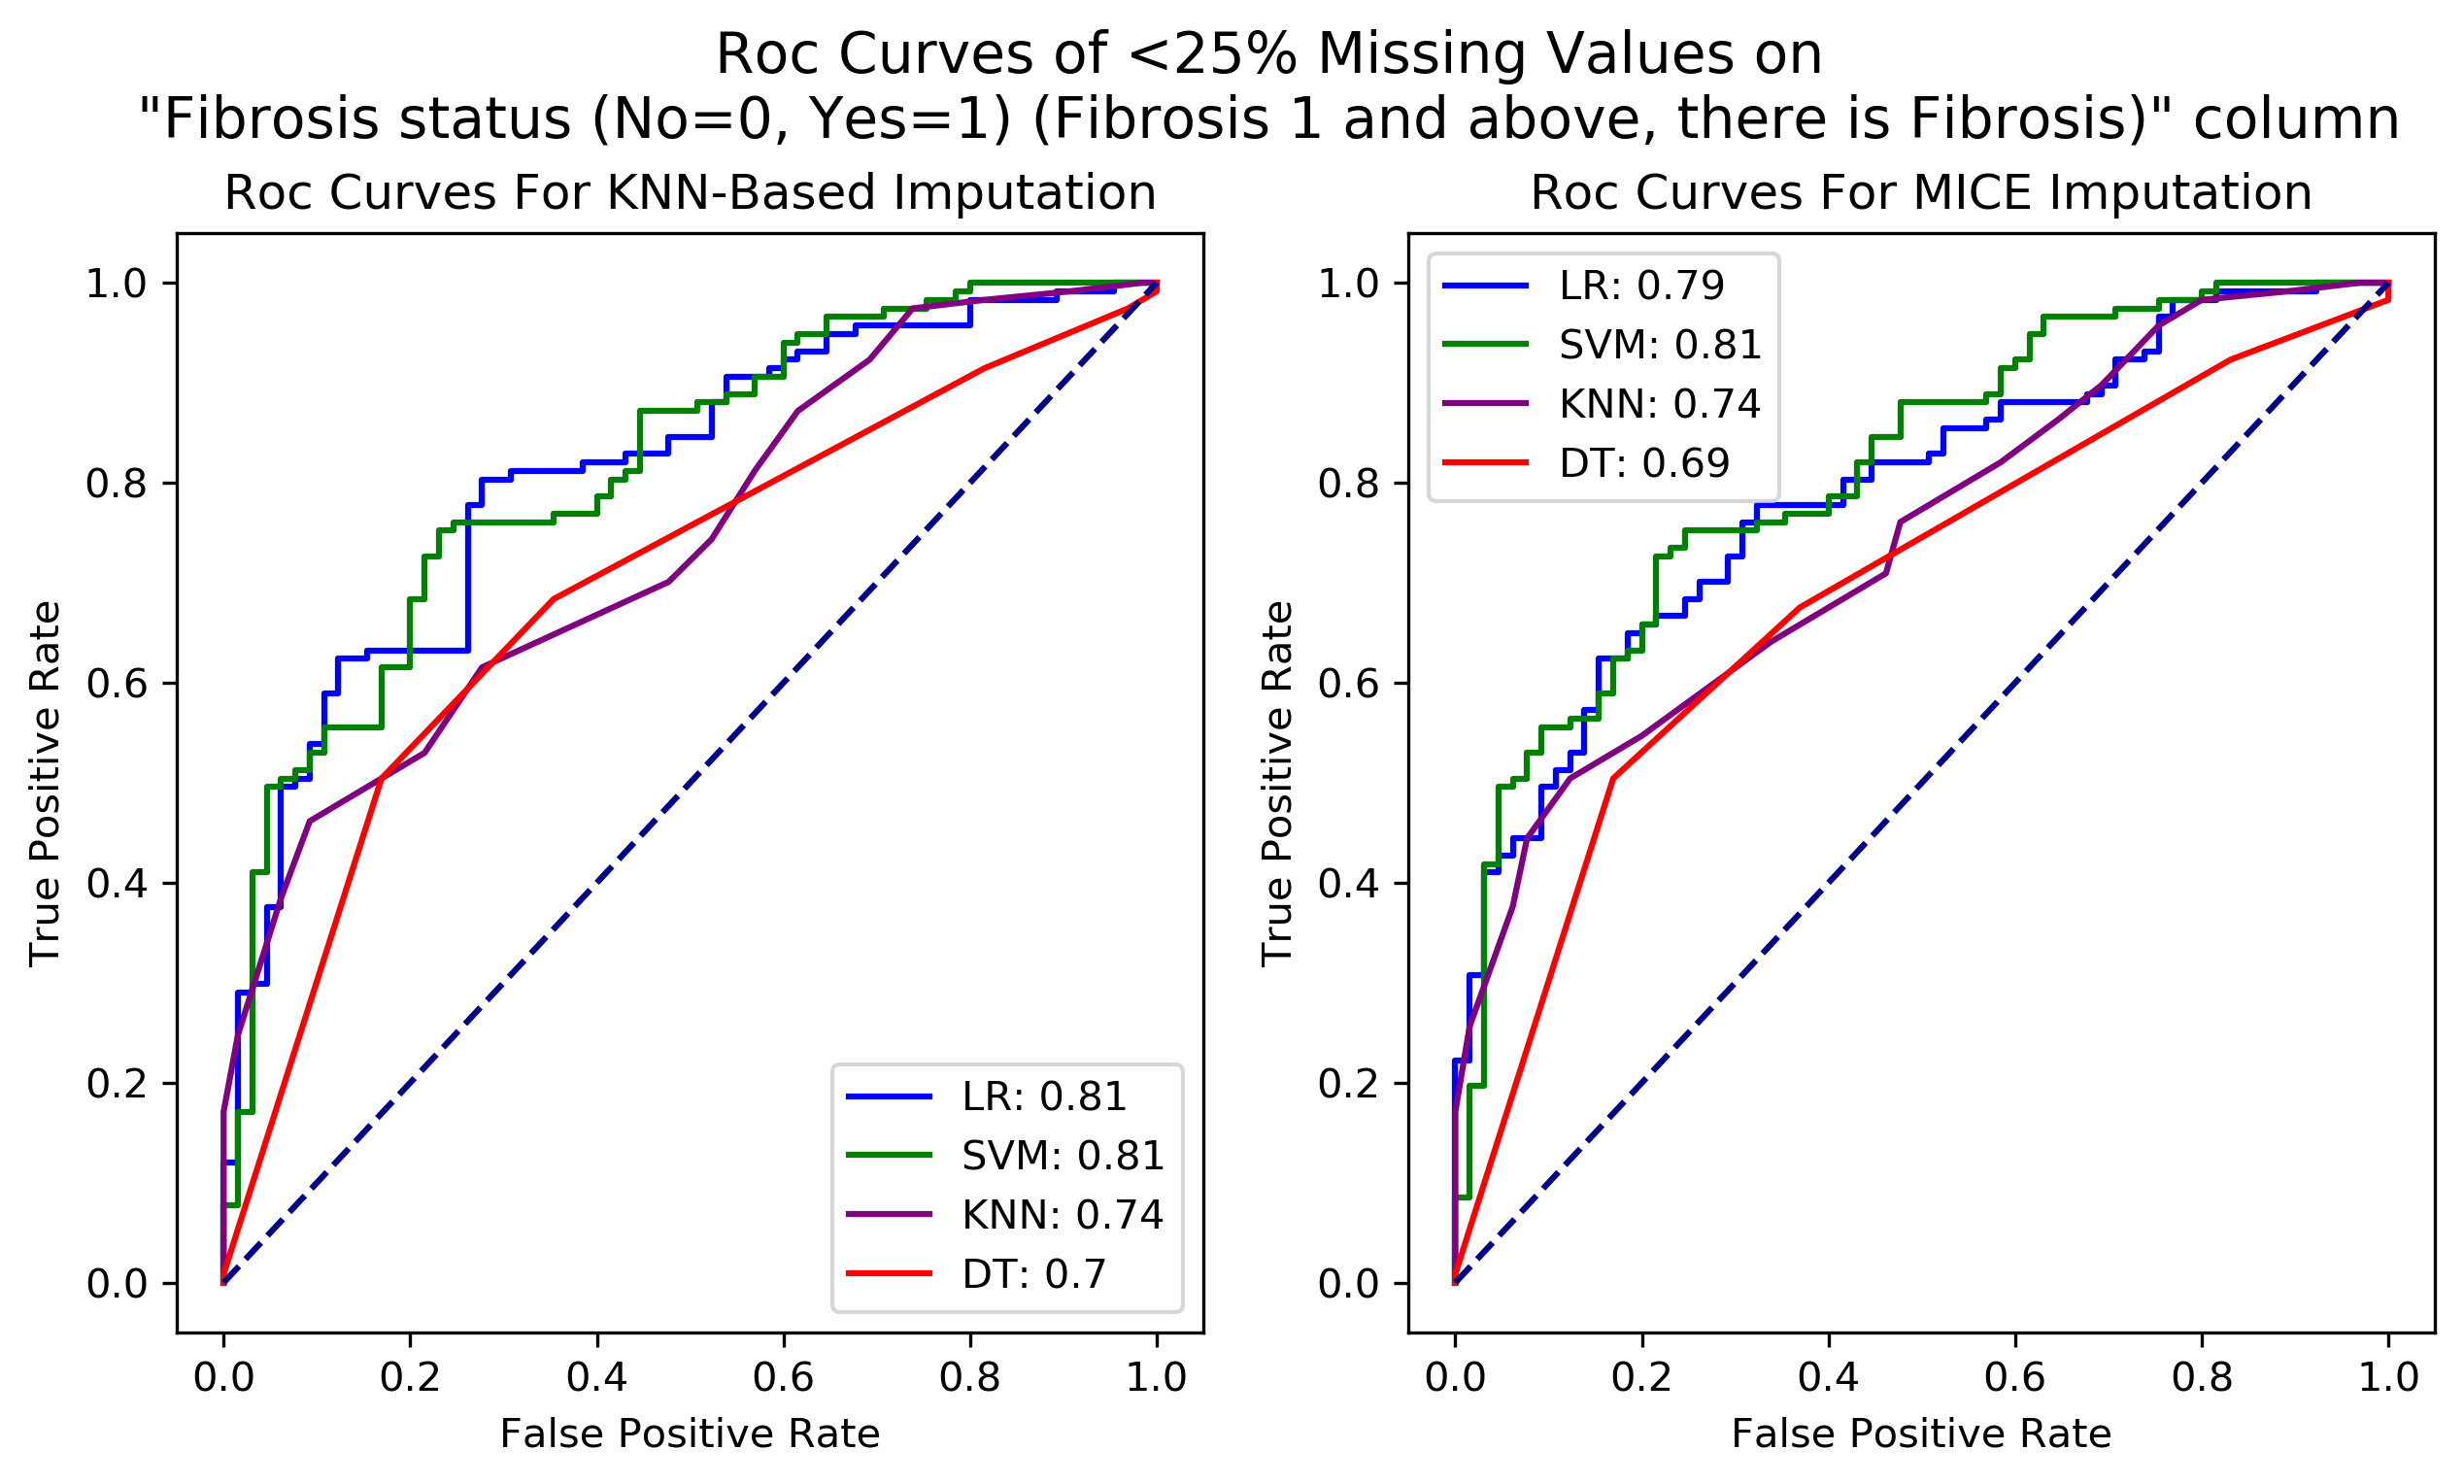 Roc Curves of <25% Missing Values on
"Fibrosis status (No=0, Yes=1) (Fibrosis 1 and above, there is Fibrosis)" column
Roc Curves For KNN-Based Imputation
1.0
0.8
0.6
0.4
0.2
0.0
True Positive Rate
LR: 0.81
SVM: 0.81
KNN: 0.74
DT: 0.7
0.0 0.2 0.4 0.6 0.8 1.0
False Positive Rate
Roc Curves For MICE Imputation
1.0
0.8
0.6
0.4
0.2
0.0
True Positive Rate
LR: 0.79
SVM: 0.81
KNN: 0.74
DT: 0.69
0.0 0.2 0.4 0.6 0.8 1.0
False Positive Rate